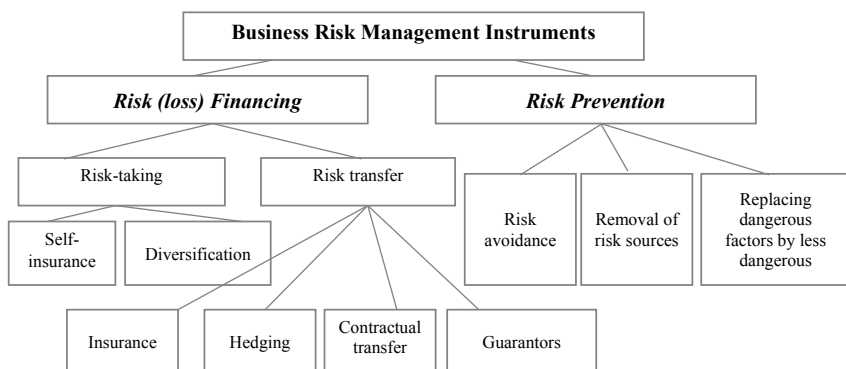 Business Risk Management Instruments
Risk (loss) Financing
Risk Prevention
Risk-taking
Risk transfer
Risk
avoidance
Removal of
risk sources
Replacing
dangerous
factors by less
dangerous
Self-
insurance
Diversification
Insurance
Hedging
Contractual
transfer
Guarantors